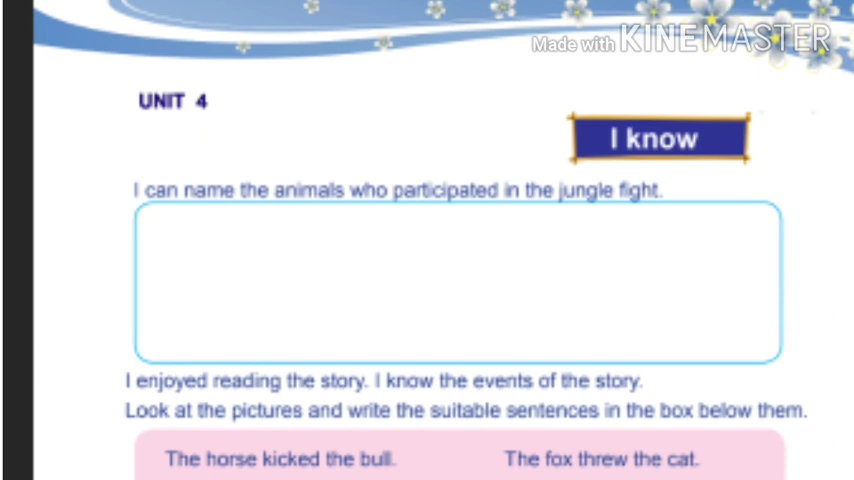 Made with KINEMASTER
UNIT 4
I know
I can name the animals who participated in the jungle fight.
I enjoyed reading the story. I know the events of the story.
Look at the pictures and write the suitable sentences in the box below them.
The horse kicked the bull. The fox threw the cat.